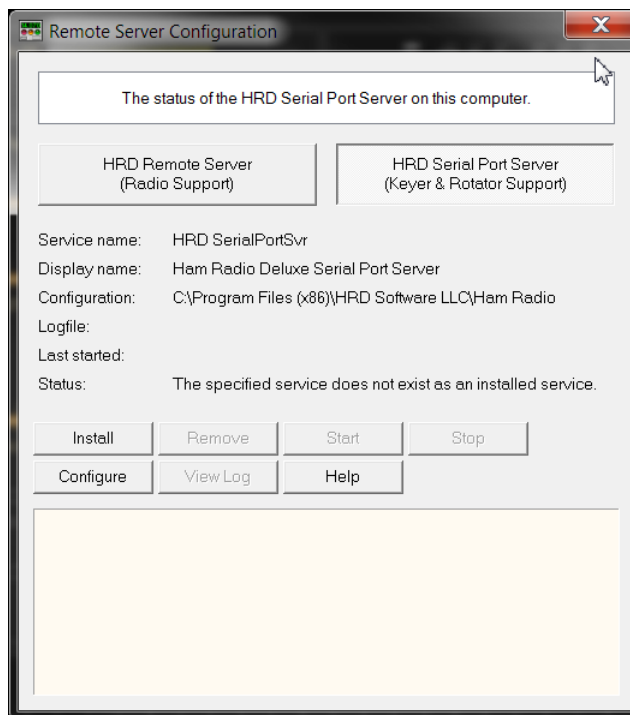 Remote Server Configuration
The status of the HRD Serial Port Server on this computer.
HRD Remote Server
(Radio Support)
HRD Serial Port Server
(Keyer & Rotator Support)
Service name: HRD SerialPortSvr
Display name: Ham Radio Deluxe Serial Port Server
Configuration: C:\Program Files (x86)\HRD Software LLC\Ham Radio
Logfile:
Last started:
Status: The specified service does not exist as an installed service.
Install Remove Start Stop
Configure View Log Help